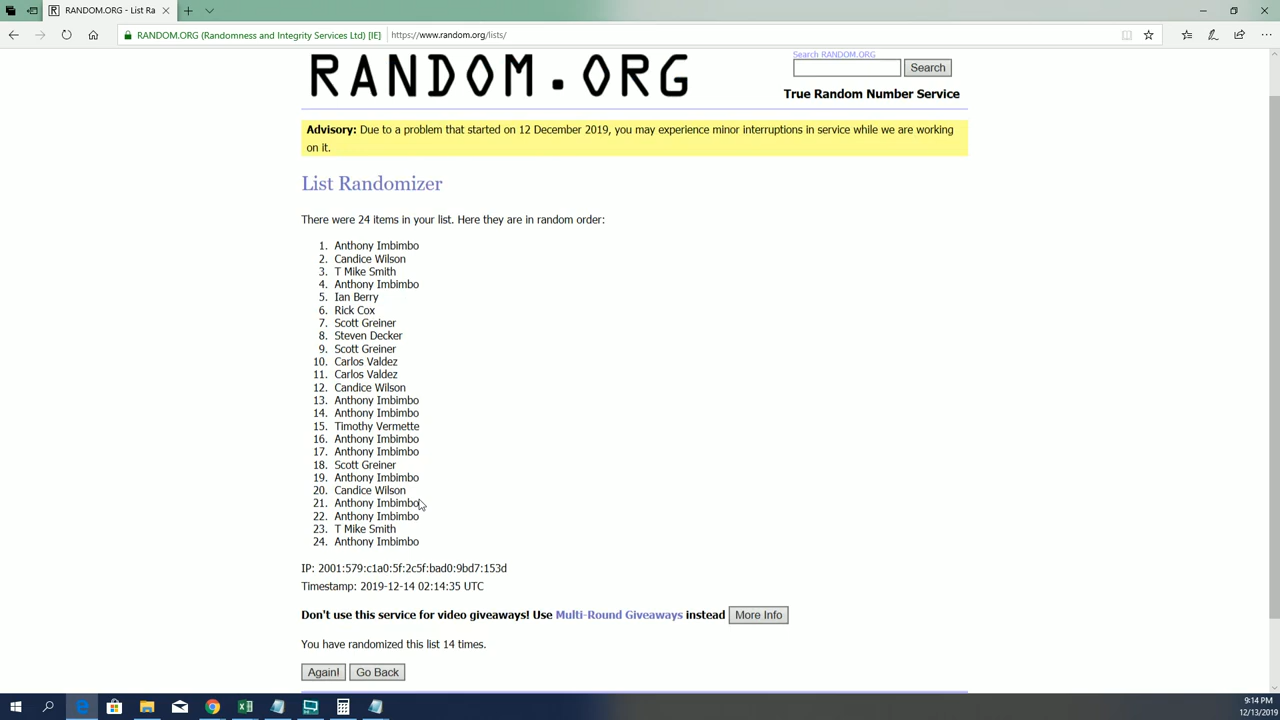 RANDOM.ORG - List Ra
RANDOM.ORG (Randomness and Integrity Services Ltd) [IE]
https://www.random.org/lists/
RANDOM.ORG
Search RANDOM.ORG
Search
True Random Number Service
Advisory: Due to a problem that started on 12 December 2019, you may experience minor interruptions in service while we are working
on it.
List Randomizer
There were 24 items in your list. Here they are in random order:
1. Anthony Imbimbo
2. Candice Wilson
3. T Mike Smith
4. Anthony Imbimbo
5. Ian Berry
6. Rick Cox
7. Scott Greiner
8. Steven Decker
9. Scott Greiner
10. Carlos Valdez
11. Carlos Valdez
12. Candice Wilson
13. Anthony Imbimbo
14. Anthony Imbimbo
15. Timothy Vermette
16. Anthony Imbimbo
17. Anthony Imbimbo
18. Scott Greiner
19. Anthony Imbimbo
20. Candice Wilson
21. Anthony Imbimbo
22. Anthony Imbimbo
23. T Mike Smith
24. Anthony Imbimbo
IP: 2001:579:c1a0:5f:2c5f:bad0:9bd7:153d
Timestamp: 2019-12-14 02:14:35 UTC
Don't use this service for video giveaways! Use Multi-Round Giveaways instead More Info
You have randomized this list 14 times.
Again! Go Back
9:14 PM
12/13/2019